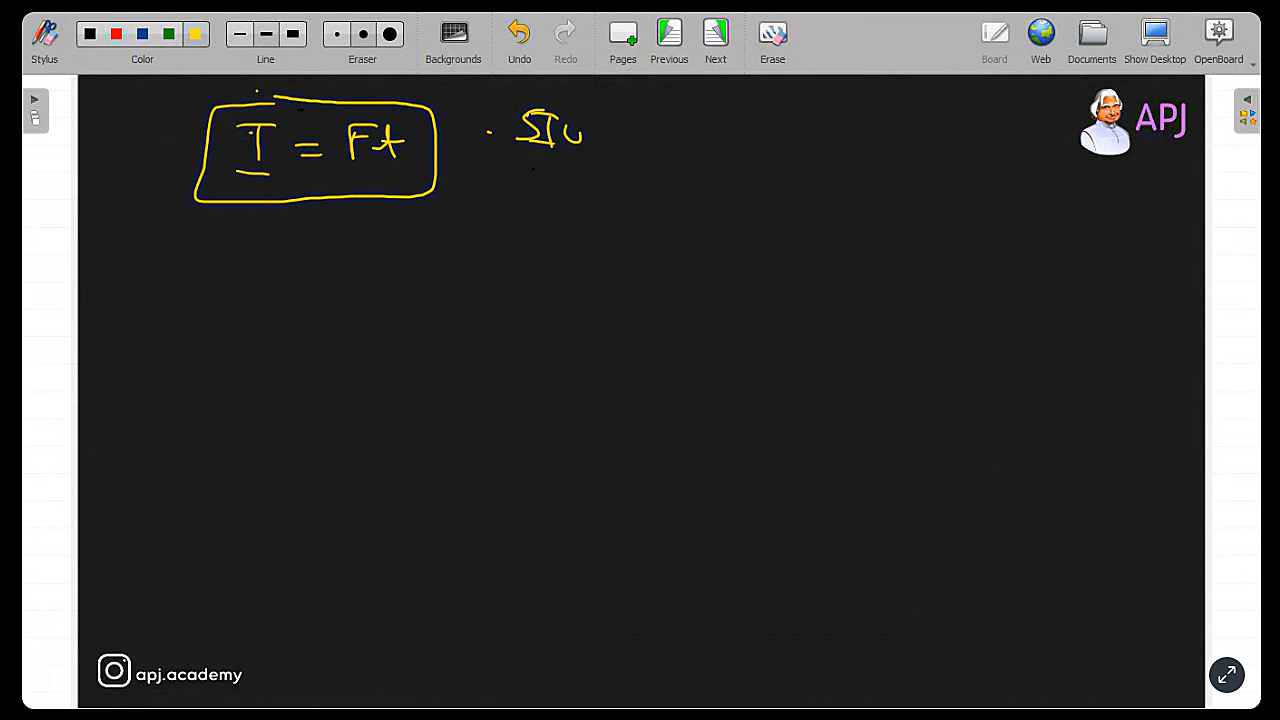 Stylus
Color
Line
Eraser
Backgrounds
Undo
Redo
Pages
Previous
Next
Erase
Board
Web
Documents
Show Desktop
OpenBoard
I = Ft
APJ
apj.academy